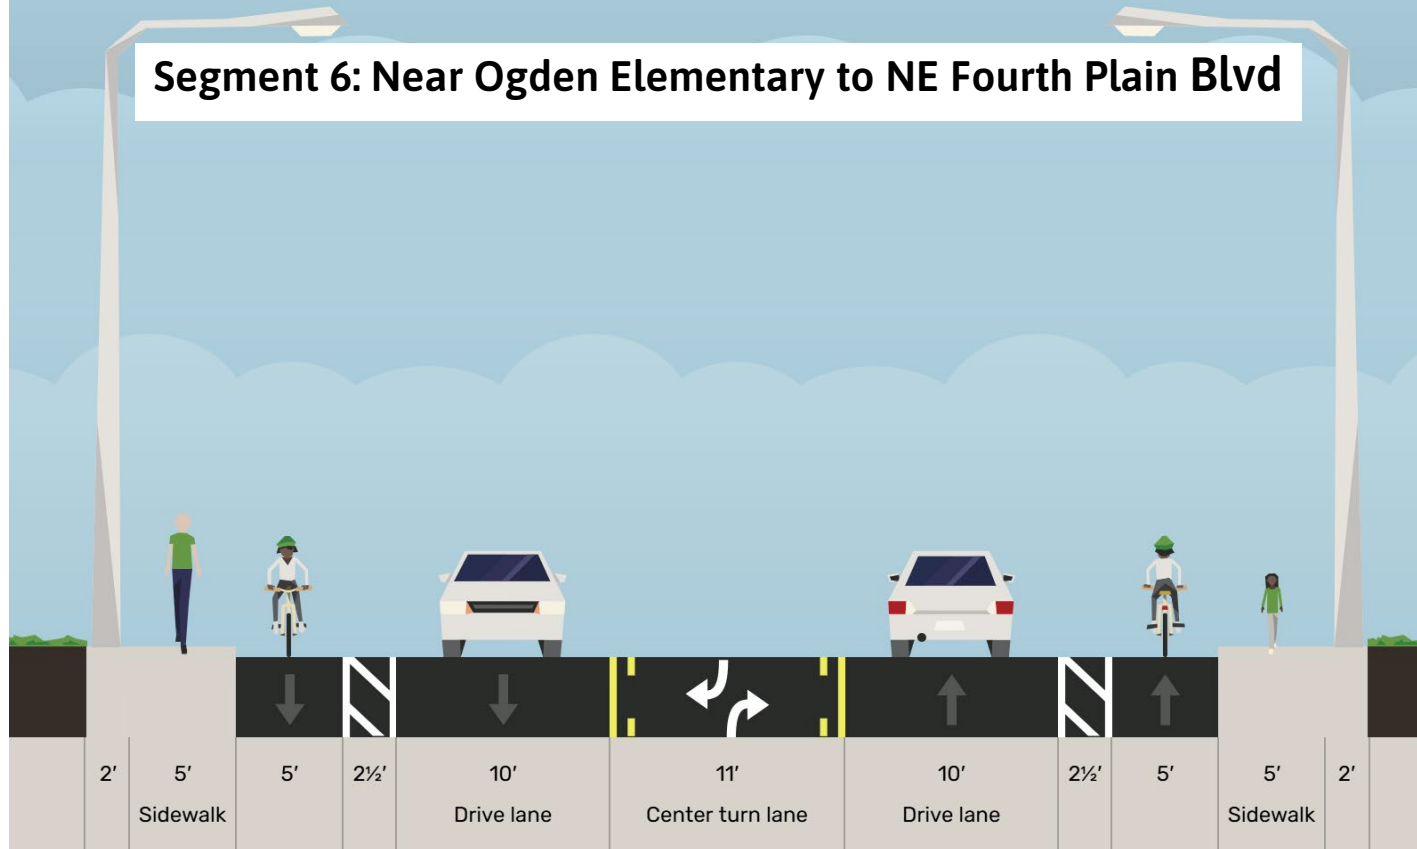 Segment 6: Near Ogden Elementary to NE Fourth Plain Blvd
2′ 5′ 5′ 2½′ 10′ 11′ 10′ 2½′ 5′ 5′ 2′
Sidewalk Drive lane Center turn lane Drive lane Sidewalk